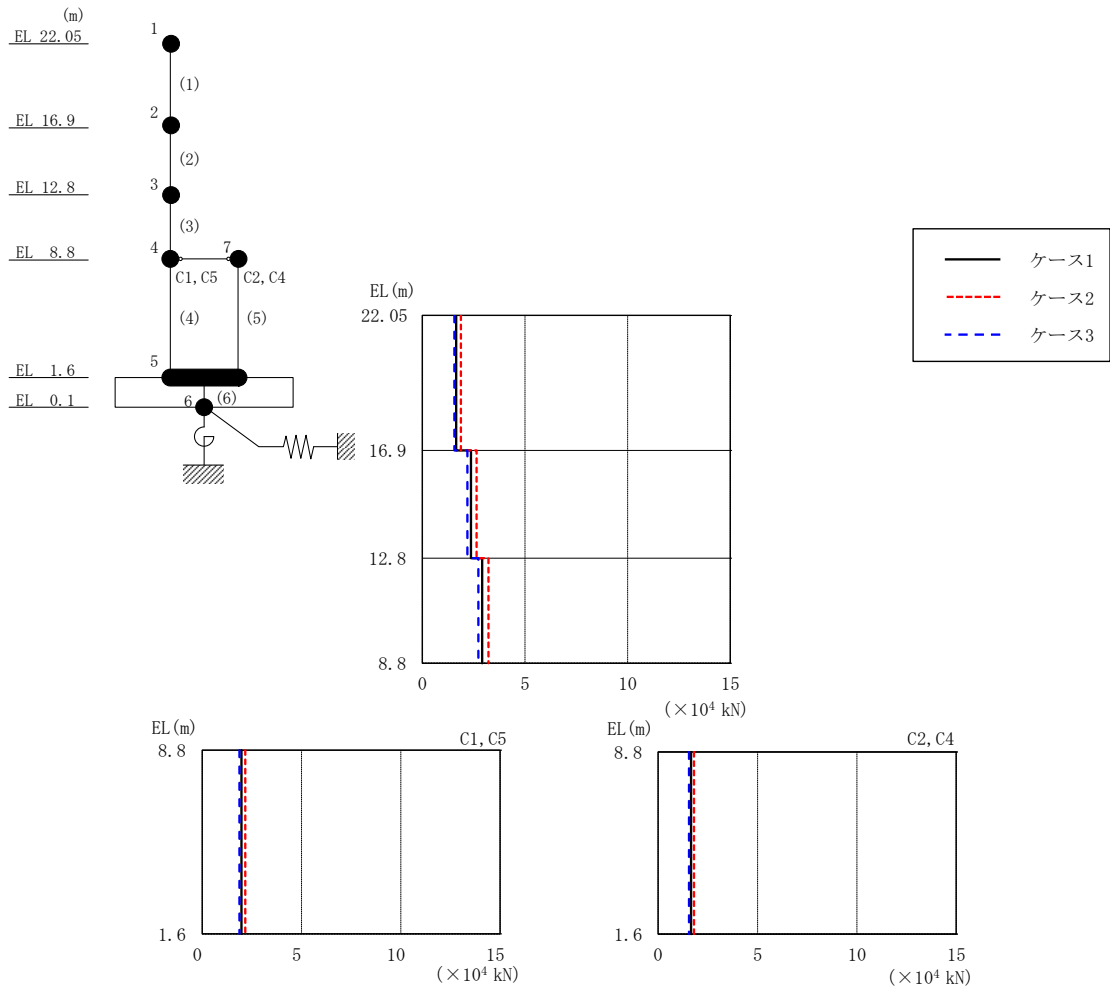 (m)
EL 22.05
1
(1)
EL 16.9
2
(2)
EL 12.8
3
(3)
EL 8.8
4
7
C1,C5
C2,C4
(4)
(5)
EL 1.6
5
EL 0.1
6
(6)
ケース1
ケース2
ケース3
EL(m)
22.05
16.9
12.8
8.8
0 5 10 15
(×10⁴ kN)
EL(m)
C1,C5
8.8
1.6
0 5 10 15
(×10⁴ kN)
EL(m)
C2,C4
8.8
1.6
0 5 10 15
(×10⁴ kN)